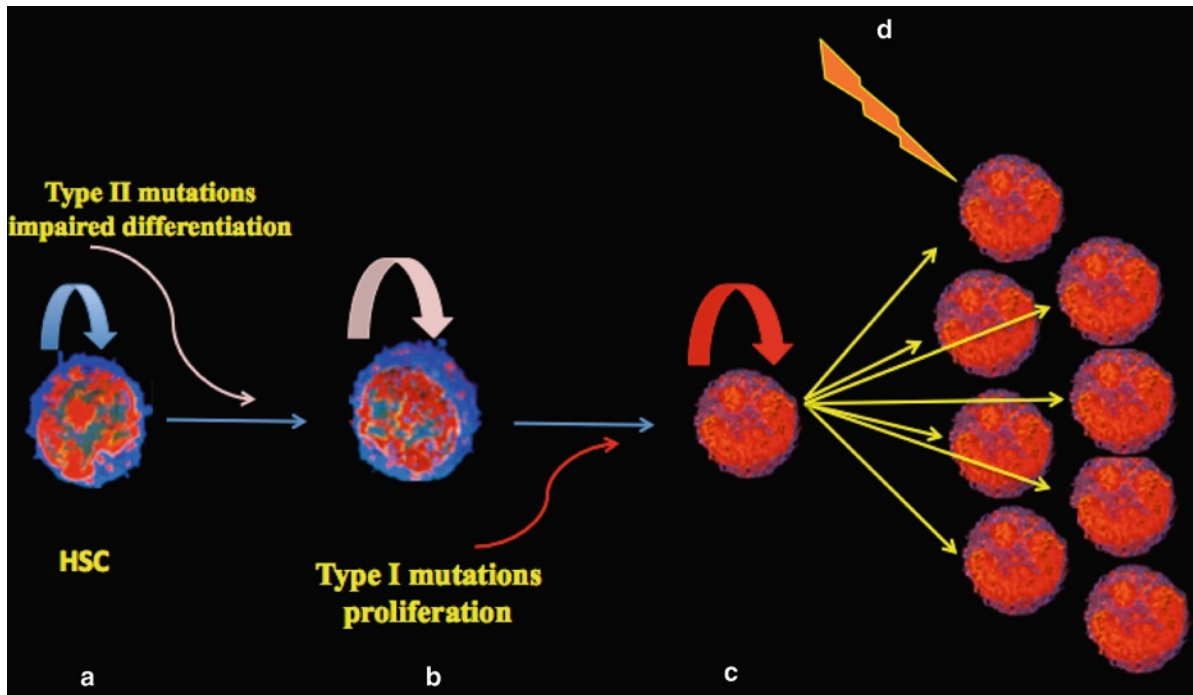 d
Type II mutations
impaired differentiation
HSC
Type I mutations
proliferation
a
b
c